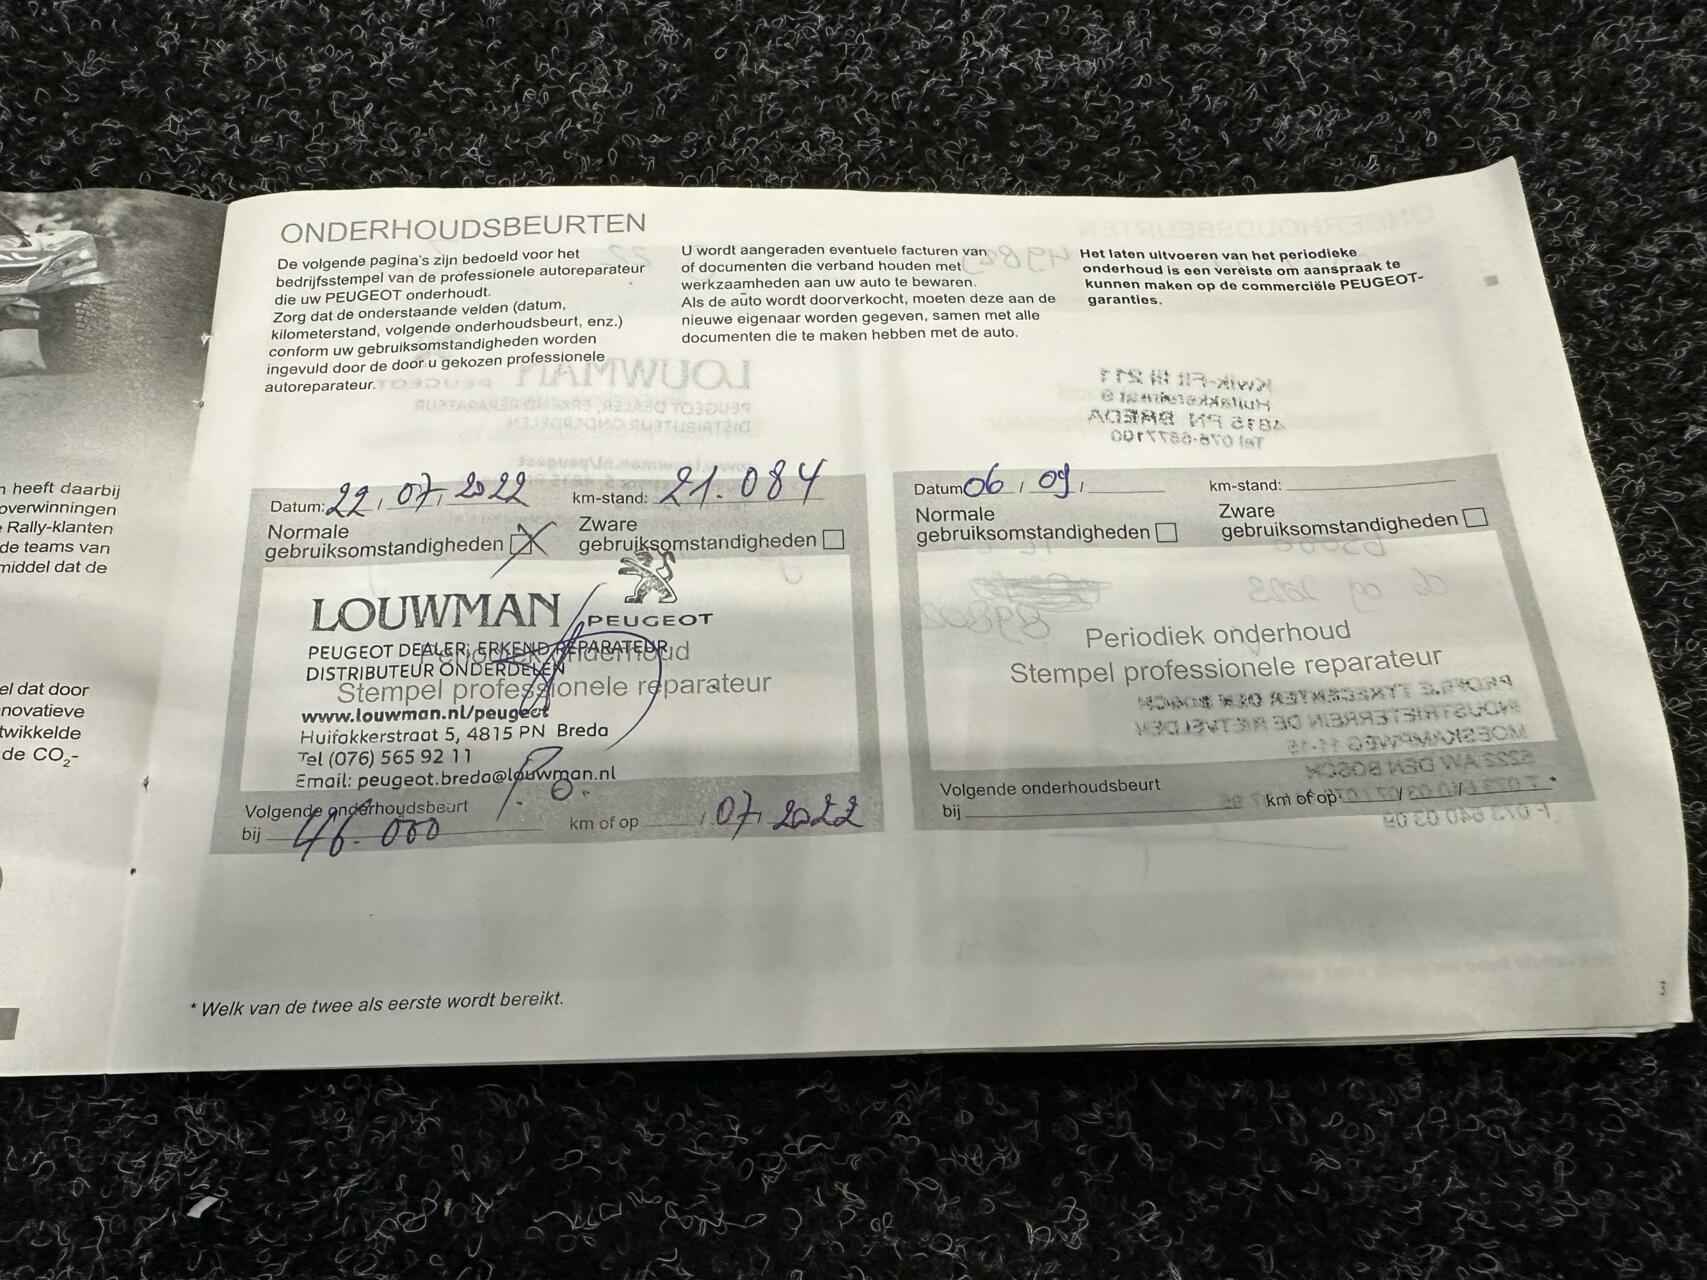 n heeft daarbij
overwinningen
Rally-klanten
de teams van
middel dat de
el dat door
novatieve
twikkelde
de CO₂-
ONDERHOUDSBEURTEN
De volgende pagina's zijn bedoeld voor het
bedrijfsstempel van de professionele autoreparateur
die uw PEUGEOT onderhoudt.
Zorg dat de onderstaande velden (datum,
kilometerstand, volgende onderhoudsbeurt, enz.)
conform uw gebruiksomstandigheden worden
ingevuld door de door u gekozen professionele
autoreparateur.
U wordt aangeraden eventuele facturen van
of documenten die verband houden met
werkzaamheden aan uw auto te bewaren.
Als de auto wordt doorverkocht, moeten deze aan de
nieuwe eigenaar worden gegeven, samen met alle
documenten die te maken hebben met de auto.
Het laten uitvoeren van het periodieke
onderhoud is een vereiste om aanspraak te
kunnen maken op de commerciële PEUGEOT-
garanties.
Datum: 22, 07, 2022 km-stand: 21.084
Normale
gebruiksomstandigheden
Zware
gebruiksomstandigheden
LOUWMAN
PEUGEOT
PEUGEOT DEALER, ERKEND REPARATEUR,
DISTRIBUTEUR ONDERDELEN
Periodiek onderhoud
Stempel professionele reparateur
www.louwman.nl/peugeot
Huifakkerstraat 5, 4815 PN Breda
Tel (076) 565 92 11
Email: peugeot.breda@louwman.nl
Volgende onderhoudsbeurt
bij 46.000 km of op , 07, 2022
Datum 06, 09, km-stand:
Normale
gebruiksomstandigheden
Zware
gebruiksomstandigheden
Periodiek onderhoud
Stempel professionele reparateur
Volgende onderhoudsbeurt
bij km of op / / *
* Welk van de twee als eerste wordt bereikt.
3